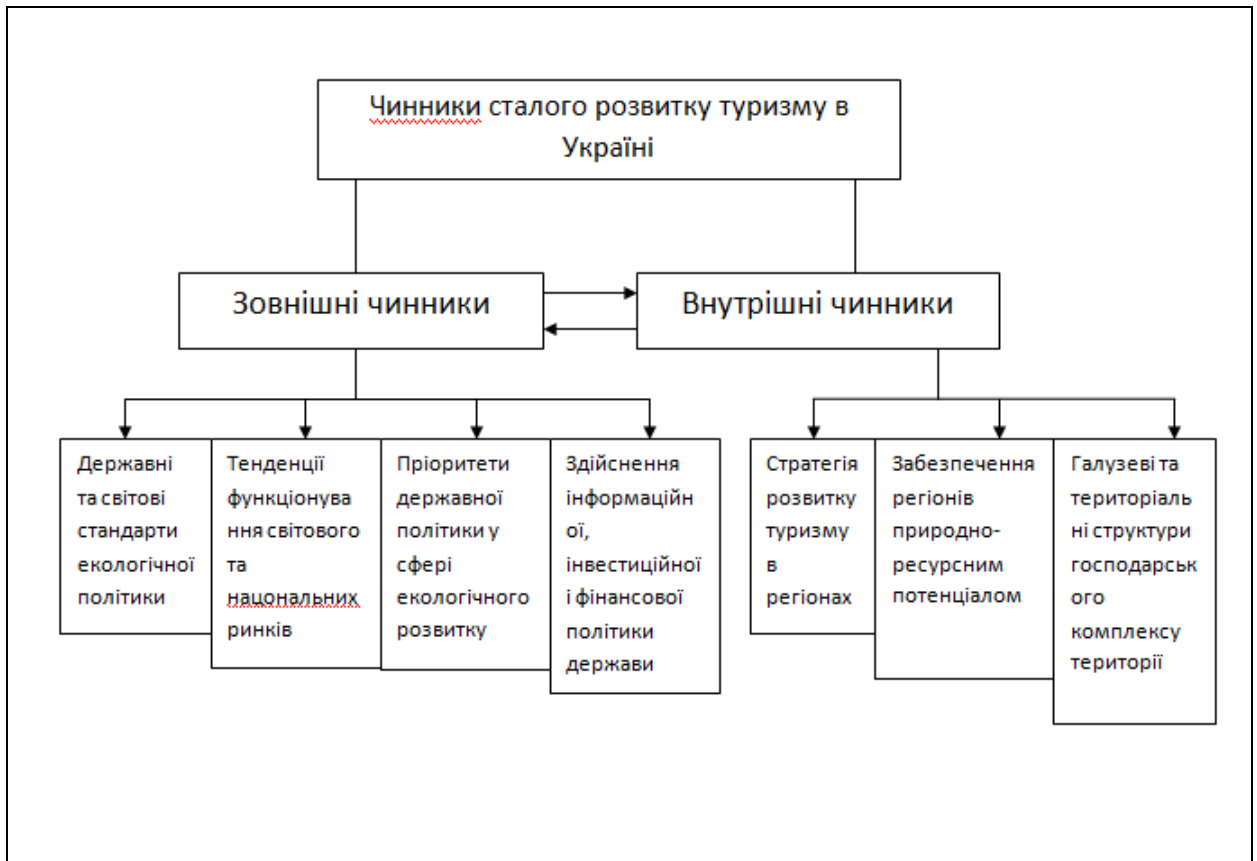 Чинники сталого розвитку туризму в
Україні
Зовнішні чинники
Внутрішні чинники
Державні
та світові
стандарти
екологічної
політики
Тенденції
функціонува
ння світового
та
нацональних
ринків
Пріоритети
державної
політики у
сфері
екологічного
розвитку
Здійснення
інформаційн
ої,
інвестиційної
і фінансової
політики
держави
Стратегія
розвитку
туризму
в
регіонах
Забезпечення
регіонів
природно-
ресурсним
потенціалом
Галузеві та
територіаль
ні структури
господарськ
ого
комплексу
території